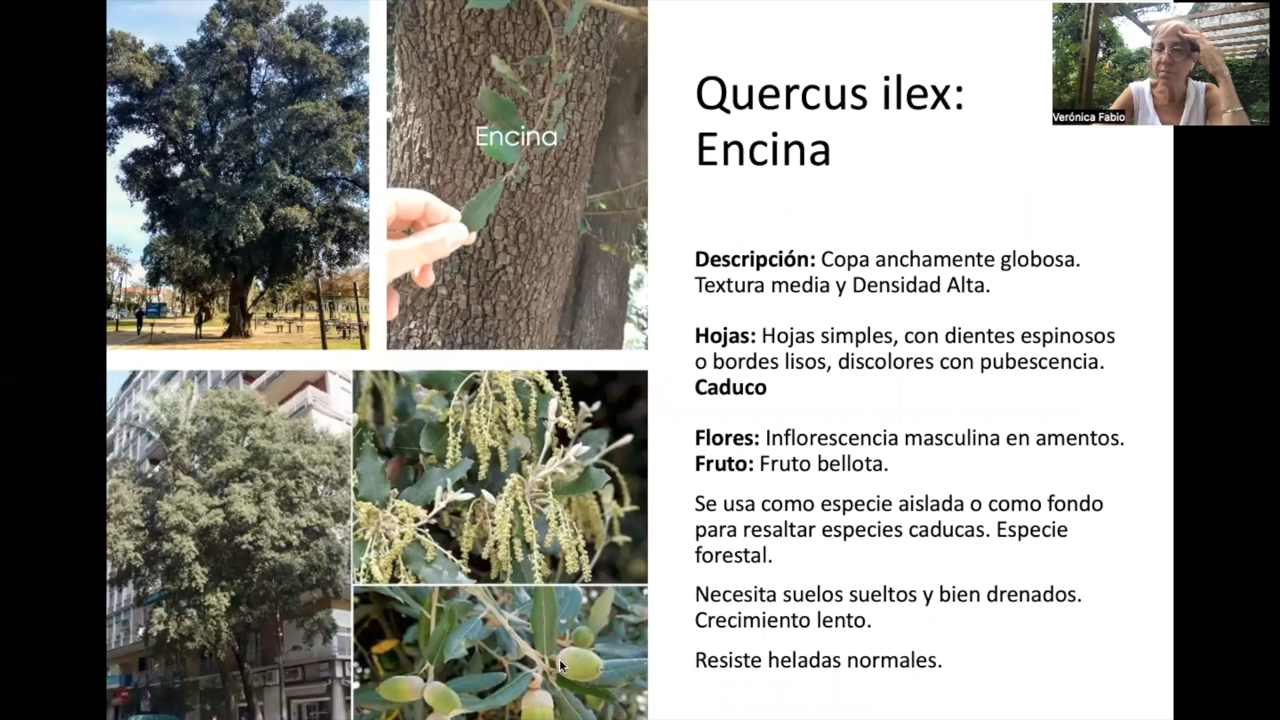 Encina
Quercus ilex:
Encina
Verónica Fabio
Descripción: Copa anchamente globosa.
Textura media y Densidad Alta.
Hojas: Hojas simples, con dientes espinosos
o bordes lisos, discolores con pubescencia.
Caduco
Flores: Inflorescencia masculina en amentos.
Fruto: Fruto bellota.
Se usa como especie aislada o como fondo
para resaltar especies caducas. Especie
forestal.
Necesita suelos sueltos y bien drenados.
Crecimiento lento.
Resiste heladas normales.